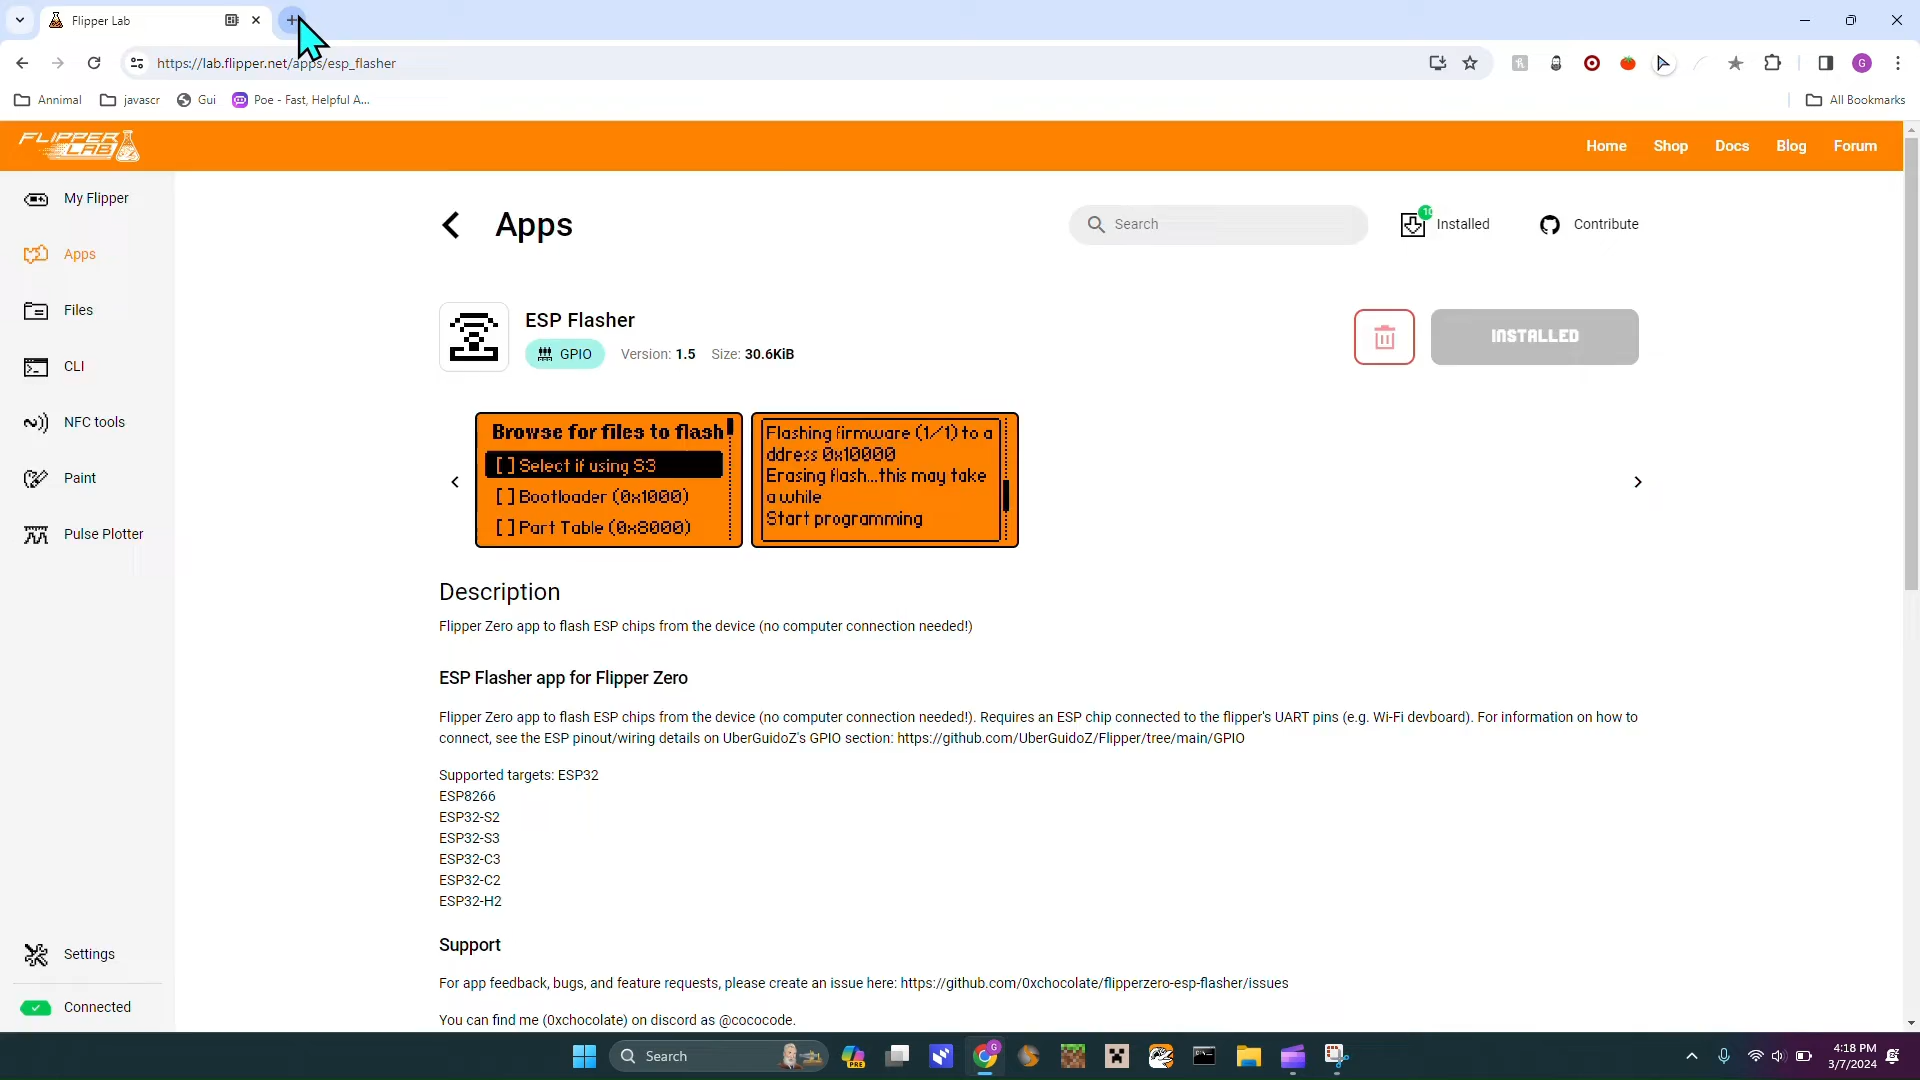 Flipper Lab
https://lab.flipper.net/apps/esp_flasher
Annimal
javascr
Gui
Poe - Fast, Helpful A...
All Bookmarks
FLIPPER
LAB
Home
Shop
Docs
Blog
Forum
My Flipper
Apps
Files
CLI
NFC tools
Paint
Pulse Plotter
Settings
Connected
Apps
Search
10
Installed
Contribute
ESP Flasher
GPIO
Version: 1.5
Size: 30.6KiB
INSTALLED
Browse for files to flash
[ ] Select if using S3
[ ] Bootloader (0x1000)
[ ] Part Table (0x8000)
Flashing firmware (1/1) to a
ddress 0x10000
Erasing flash...this may take
a while
Start programming
Description
Flipper Zero app to flash ESP chips from the device (no computer connection needed!)
ESP Flasher app for Flipper Zero
Flipper Zero app to flash ESP chips from the device (no computer connection needed!). Requires an ESP chip connected to the flipper's UART pins (e.g. Wi-Fi devboard). For information on how to
connect, see the ESP pinout/wiring details on UberGuidoZ's GPIO section: https://github.com/UberGuidoZ/Flipper/tree/main/GPIO
Supported targets: ESP32
ESP8266
ESP32-S2
ESP32-S3
ESP32-C3
ESP32-C2
ESP32-H2
Support
For app feedback, bugs, and feature requests, please create an issue here: https://github.com/0xchocolate/flipperzero-esp-flasher/issues
You can find me (0xchocolate) on discord as @cococode.
Search
PRE
G
G
4:18 PM
3/7/2024